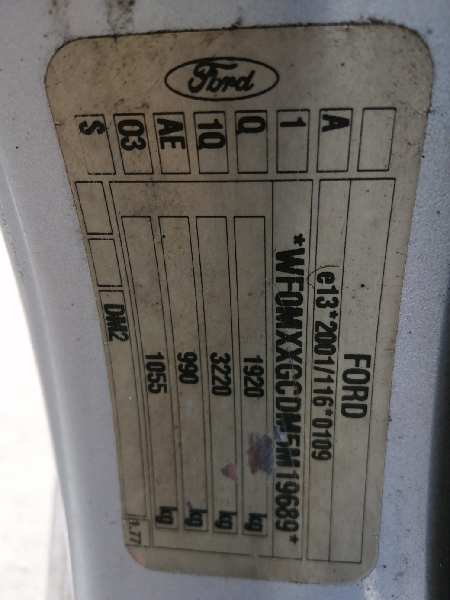 Ford
FORD
e13*2001/116*0109
*WF0MXXGCDM5M19689*
1920 kg
3220 kg
990 kg
1055 kg
DM2
A
1
Q
1Q
AE
03
S